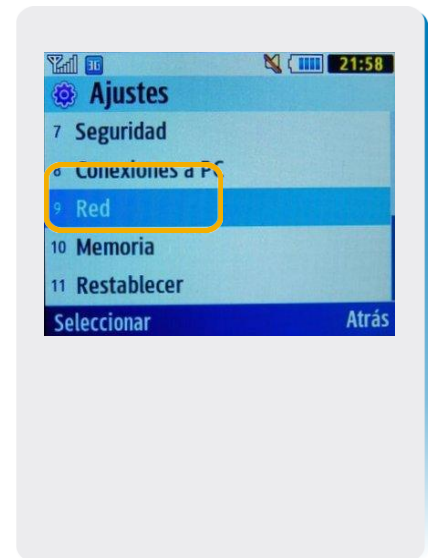 3G 21:58
Ajustes
7 Seguridad
8 Conexiones a PC
9 Red
10 Memoria
11 Restablecer
Seleccionar Atrás